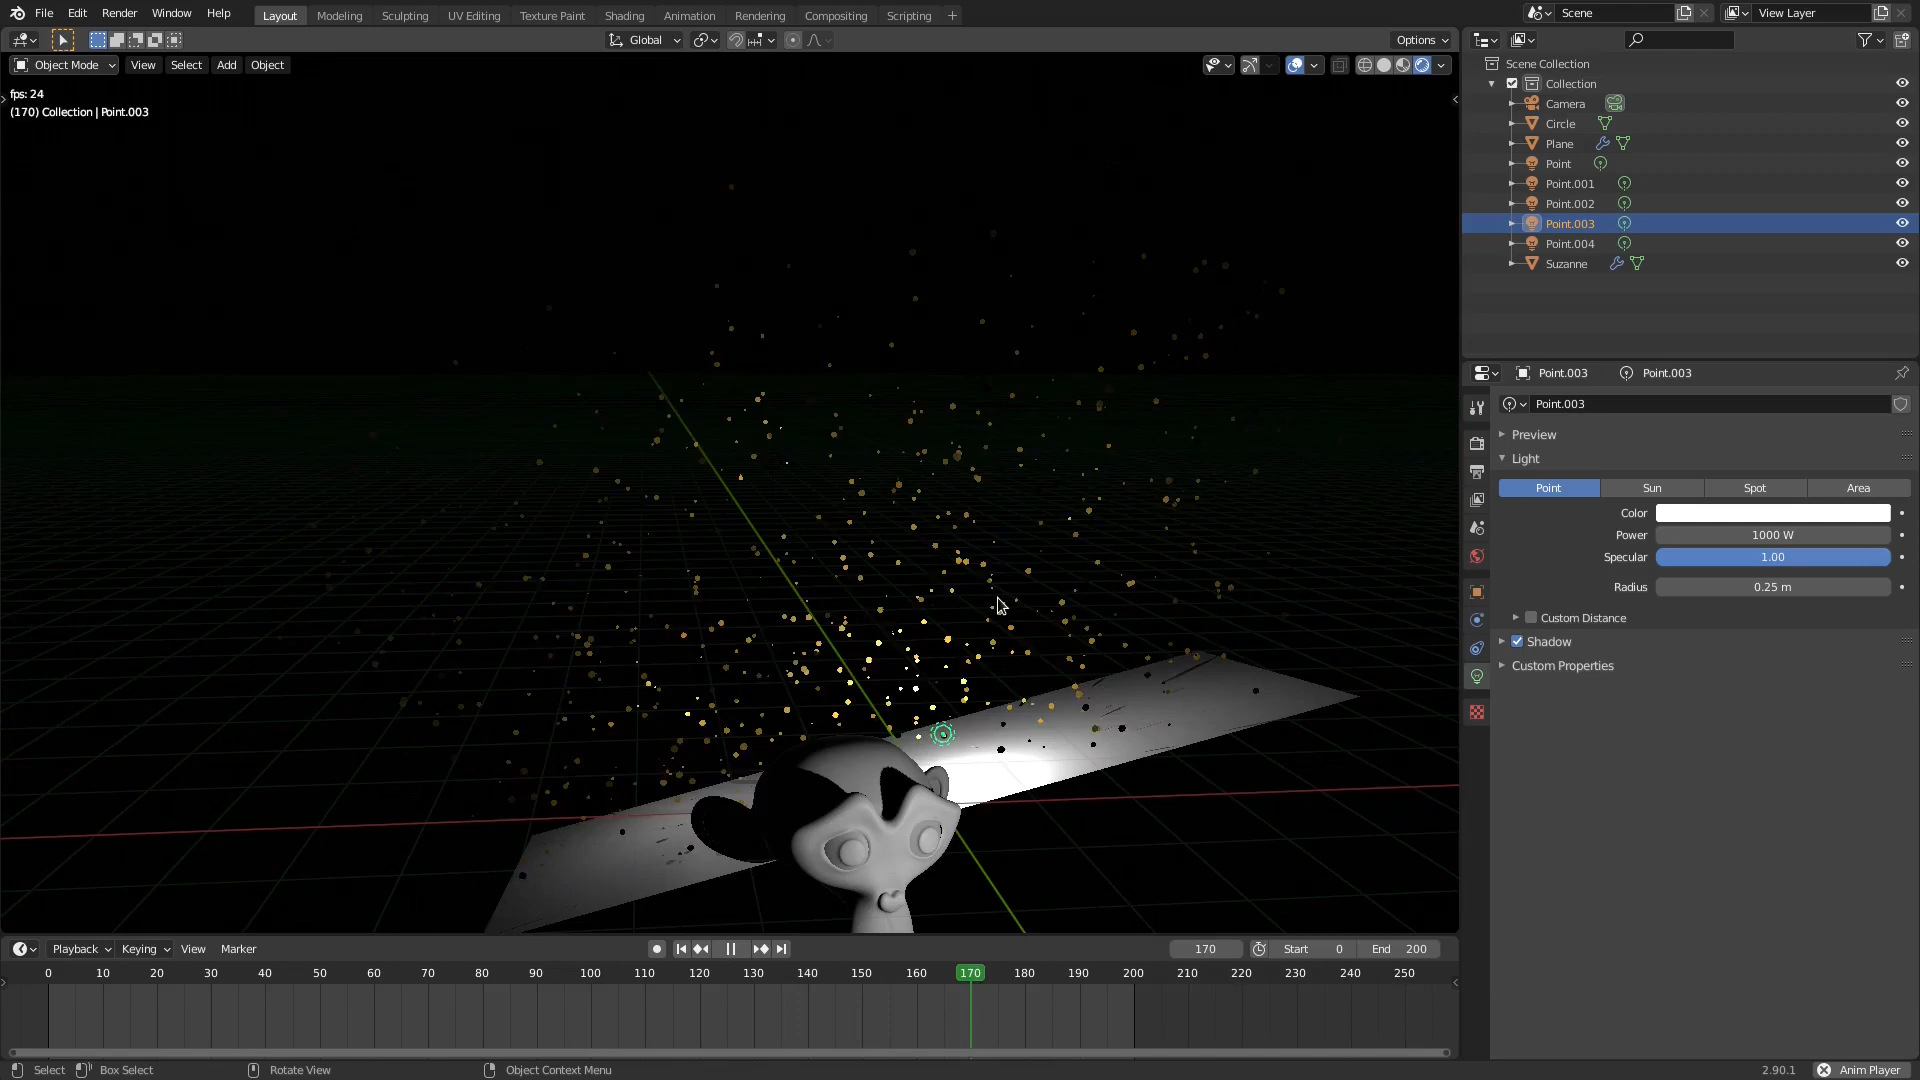 File Edit Render Window Help Layout Modeling Sculpting UV Editing Texture Paint Shading Animation Rendering Compositing Scripting + Scene View Layer
Global Options
Object Mode View Select Add Object
fps: 24
(170) Collection | Point.003
Scene Collection
Collection
Camera
Circle
Plane
Point
Point.001
Point.002
Point.003
Point.004
Suzanne
Point.003 Point.003
Point.003
Preview
Light
Point Sun Spot Area
Color
Power 1000 W
Specular 1.00
Radius 0.25 m
Custom Distance
Shadow
Custom Properties
Playback Keying View Marker 170 Start 0 End 200
0 10 20 30 40 50 60 70 80 90 100 110 120 130 140 150 160 170 180 190 200 210 220 230 240 250
Select Box Select Rotate View Object Context Menu 2.90.1 Anim Player